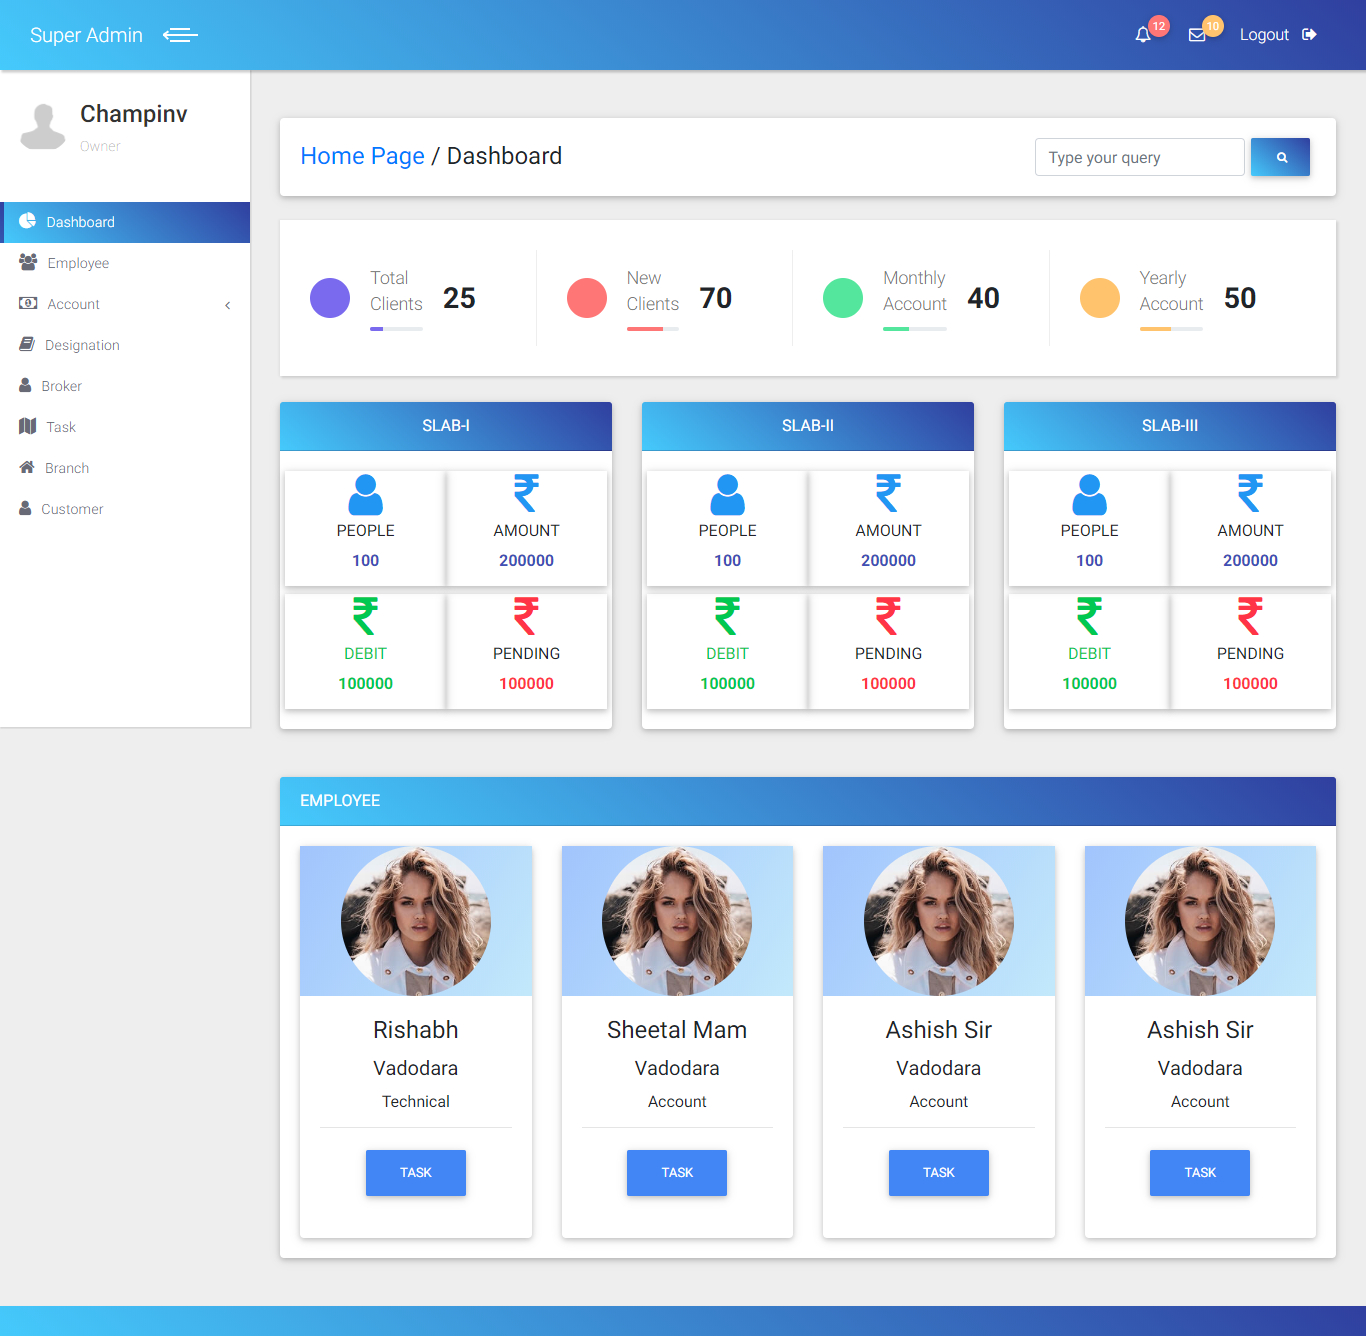 Super Admin
12
10
Logout
Champinv
Owner
Dashboard
Employee
Account
Designation
Broker
Task
Branch
Customer
Home Page / Dashboard
Type your query
Total
Clients
25
New
Clients
70
Monthly
Account
40
Yearly
Account
50
SLAB-I
PEOPLE
100
₹
AMOUNT
200000
₹
DEBIT
100000
₹
PENDING
100000
SLAB-II
PEOPLE
100
₹
AMOUNT
200000
₹
DEBIT
100000
₹
PENDING
100000
SLAB-III
PEOPLE
100
₹
AMOUNT
200000
₹
DEBIT
100000
₹
PENDING
100000
EMPLOYEE
Rishabh
Vadodara
Technical
TASK
Sheetal Mam
Vadodara
Account
TASK
Ashish Sir
Vadodara
Account
TASK
Ashish Sir
Vadodara
Account
TASK